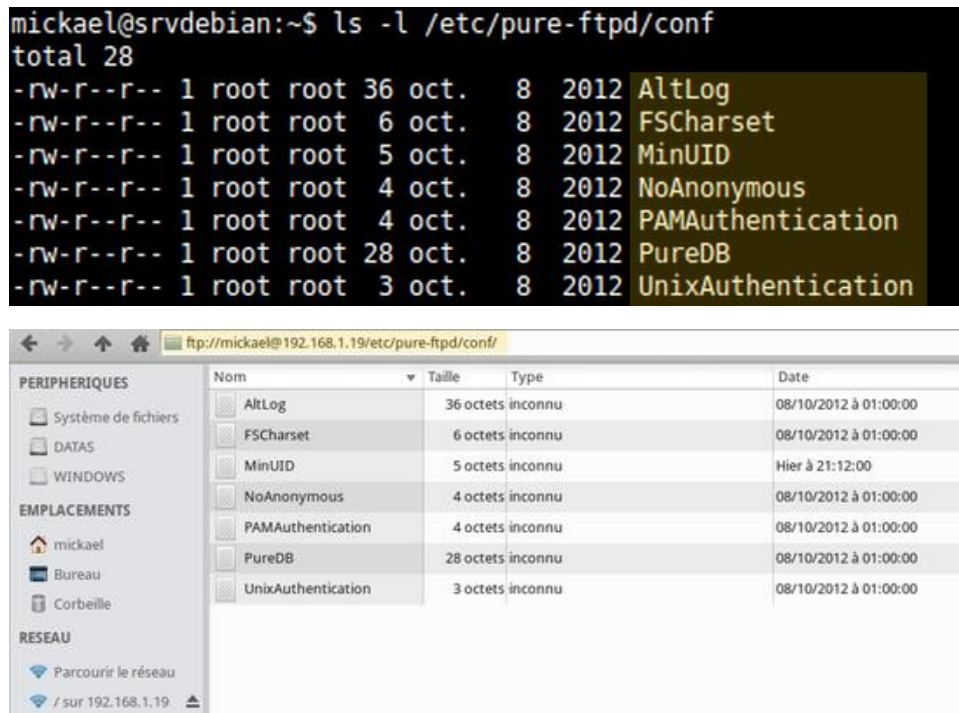 mickael@srvdebian:~$ ls -l /etc/pure-ftpd/conf
total 28
-rw-r--r-- 1 root root 36 oct. 8 2012 AltLog
-rw-r--r-- 1 root root 6 oct. 8 2012 FSCharset
-rw-r--r-- 1 root root 5 oct. 8 2012 MinUID
-rw-r--r-- 1 root root 4 oct. 8 2012 NoAnonymous
-rw-r--r-- 1 root root 4 oct. 8 2012 PAMAuthentication
-rw-r--r-- 1 root root 28 oct. 8 2012 PureDB
-rw-r--r-- 1 root root 3 oct. 8 2012 UnixAuthentication
ftp://mickael@192.168.1.19/etc/pure-ftpd/conf/
PERIPHERIQUES
Système de fichiers
DATAS
WINDOWS
EMPLACEMENTS
mickael
Bureau
Corbeille
RESEAU
Parcourir le réseau
/ sur 192.168.1.19
Nom Taille Type Date
AltLog 36 octets inconnu 08/10/2012 à 01:00:00
FSCharset 6 octets inconnu 08/10/2012 à 01:00:00
MinUID 5 octets inconnu Hier à 21:12:00
NoAnonymous 4 octets inconnu 08/10/2012 à 01:00:00
PAMAuthentication 4 octets inconnu 08/10/2012 à 01:00:00
PureDB 28 octets inconnu 08/10/2012 à 01:00:00
UnixAuthentication 3 octets inconnu 08/10/2012 à 01:00:00